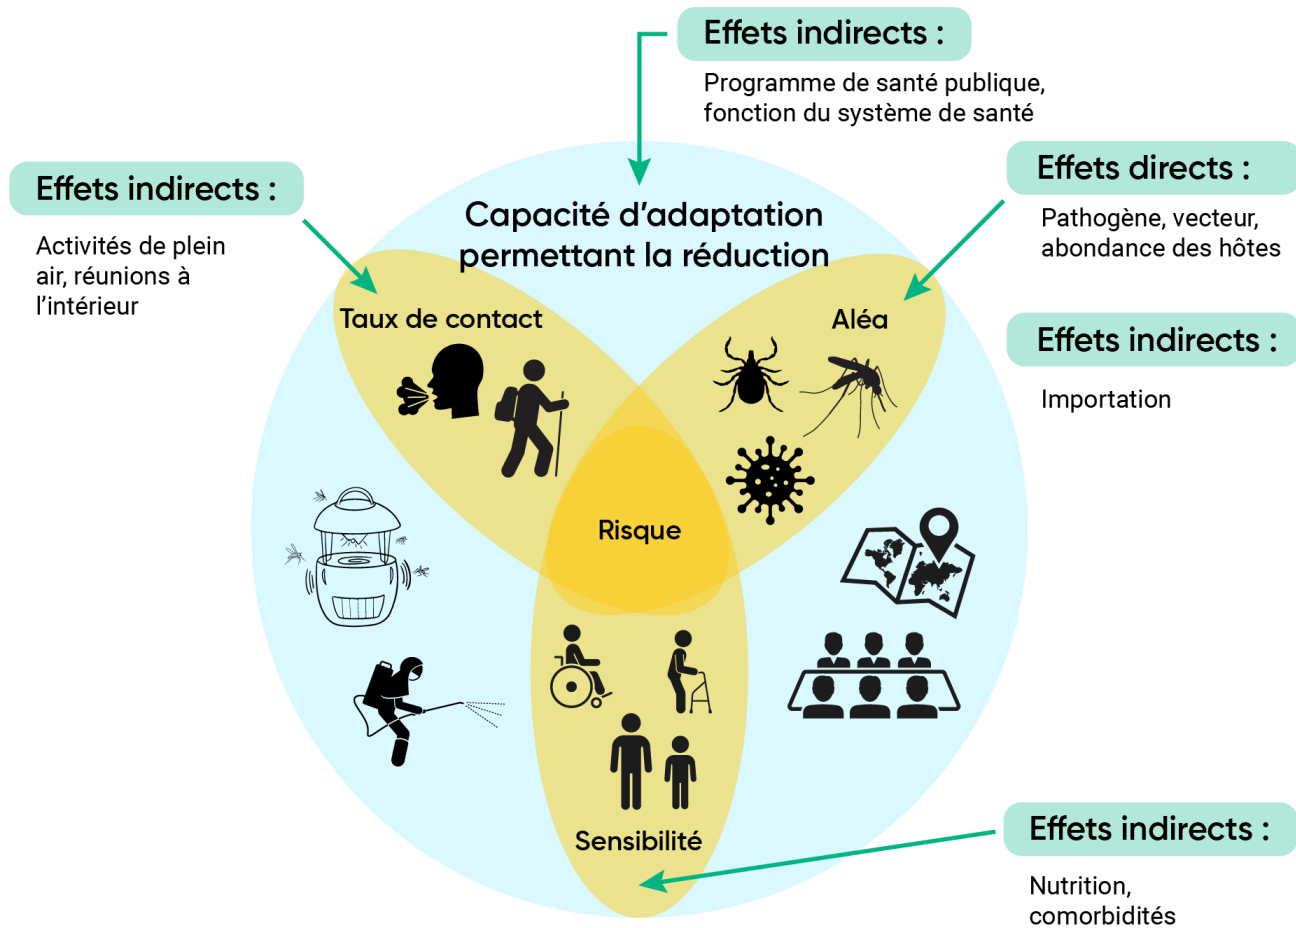 Effets indirects :
Programme de santé publique,
fonction du système de santé
Effets directs :
Pathogène, vecteur,
abondance des hôtes
Effets indirects :
Activités de plein
air, réunions à
l'intérieur
Capacité d'adaptation
permettant la réduction
Taux de contact
Aléa
Effets indirects :
Importation
Risque
Sensibilité
Effets indirects :
Nutrition,
comorbidités